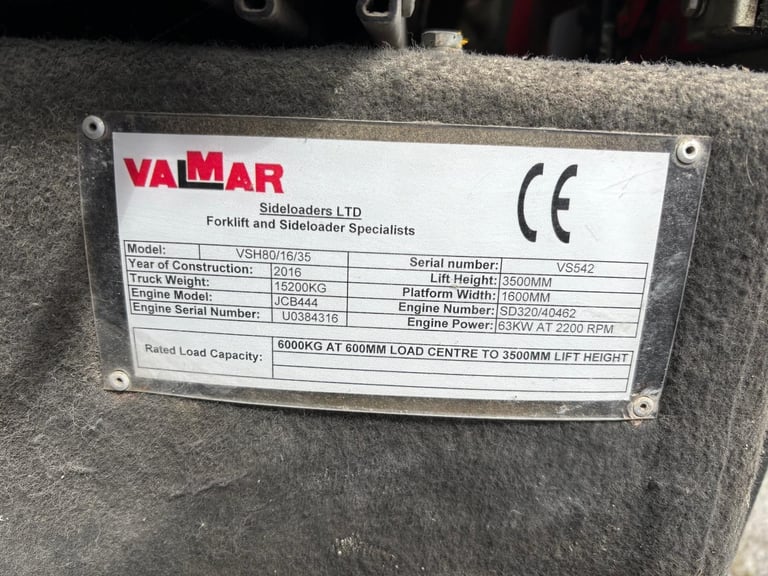 VALMAR
CE
Sideloaders LTD
Forklift and Sideloader Specialists
Model: VSH80/16/35 Serial number: VS542
Year of Construction: 2016 Lift Height: 3500MM
Truck Weight: 15200KG Platform Width: 1600MM
Engine Model: JCB444 Engine Number: SD320/40462
Engine Serial Number: U0384316 Engine Power: 63KW AT 2200 RPM
Rated Load Capacity: 6000KG AT 600MM LOAD CENTRE TO 3500MM LIFT HEIGHT